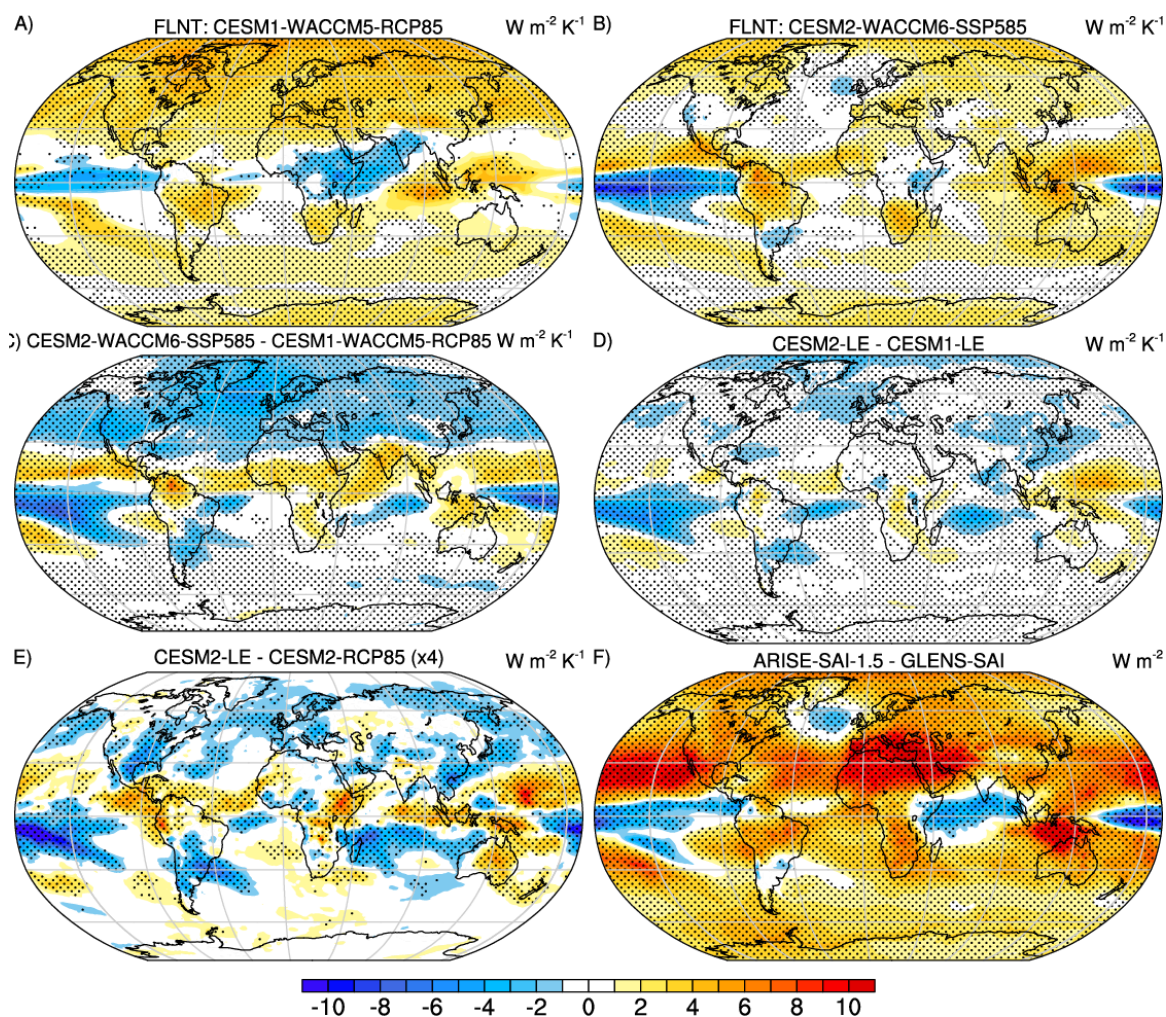 A) FLNT: CESM1-WACCM5-RCP85 W m⁻² K⁻¹
B) FLNT: CESM2-WACCM6-SSP585 W m⁻² K⁻¹
C) CESM2-WACCM6-SSP585 - CESM1-WACCM5-RCP85 W m⁻² K⁻¹
D) CESM2-LE - CESM1-LE W m⁻² K⁻¹
E) CESM2-LE - CESM2-RCP85 (x4) W m⁻² K⁻¹
F) ARISE-SAI-1.5 - GLENS-SAI W m⁻²
-10 -8 -6 -4 -2 0 2 4 6 8 10